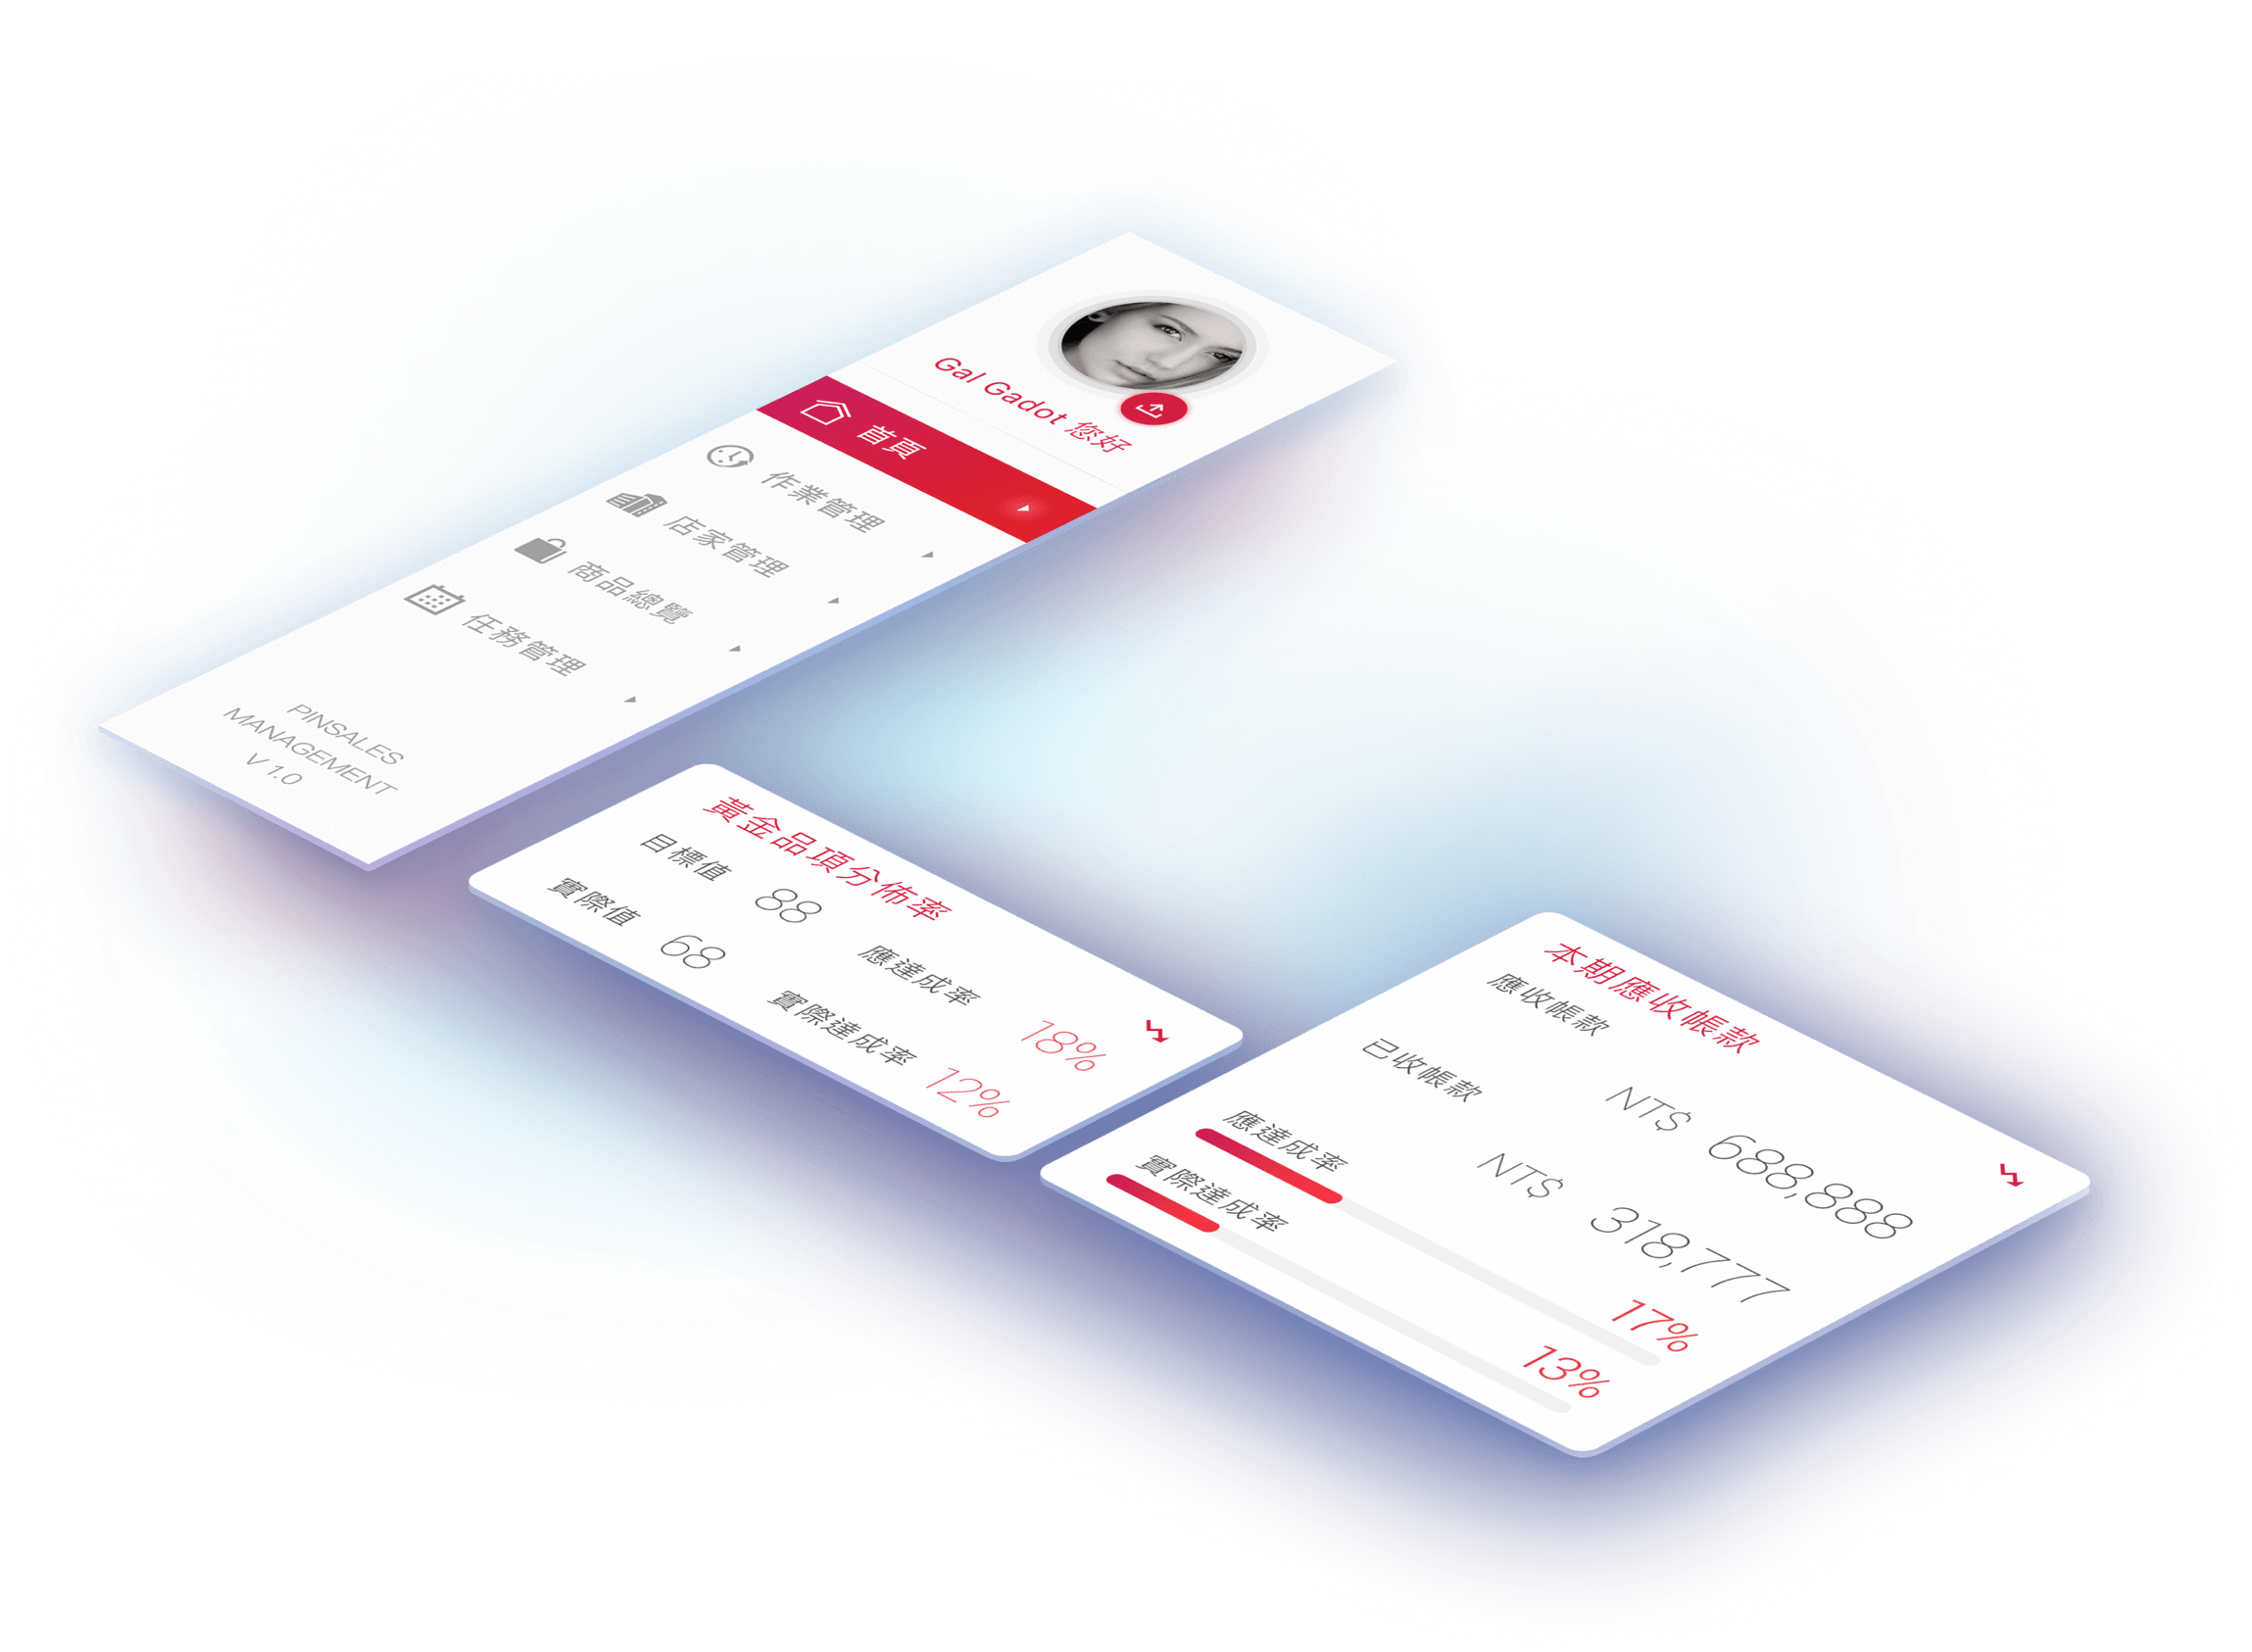 Gal Gadot 您好
首頁
作業管理
店家管理
商品總覽
任務管理
PINSALES
MANAGEMENT
V 1.0
黃金品項分佈率
目標值 88
應達成率 18%
實際值 68
實際達成率 12%
本期應收帳款
應收帳款 NT$ 688,888
已收帳款 NT$ 318,777
應達成率 17%
實際達成率 13%